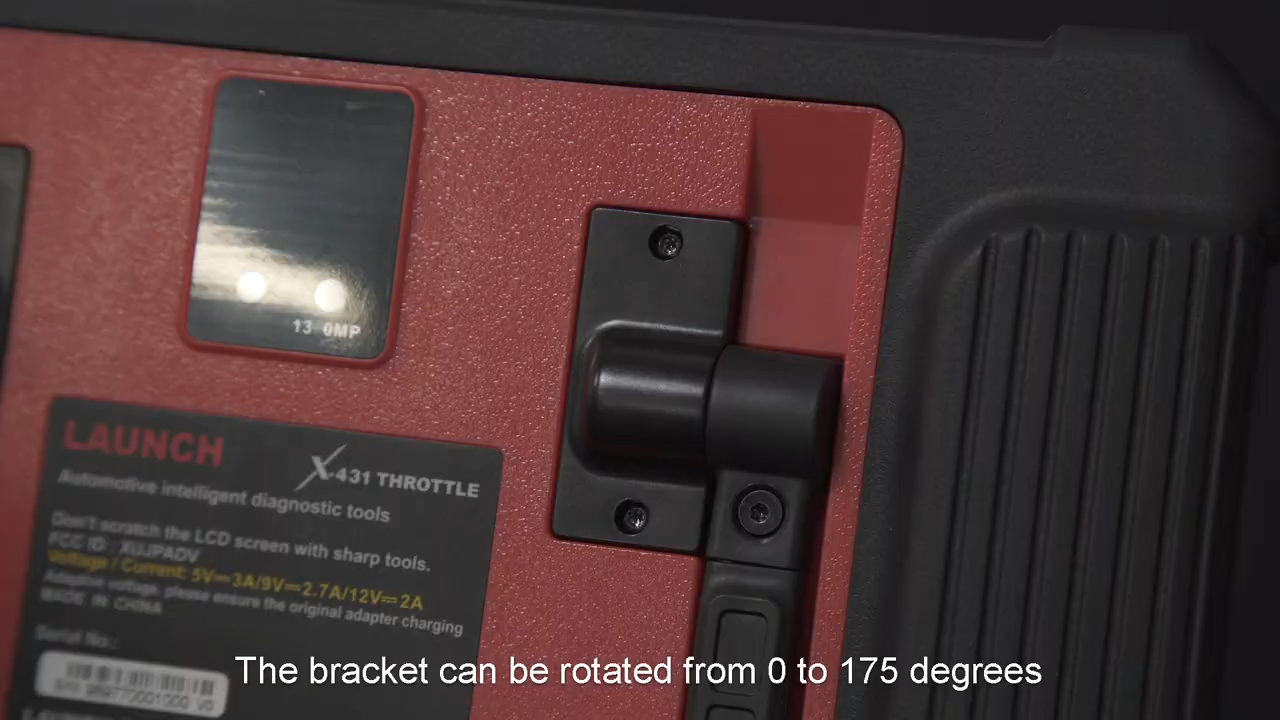 13 0MP
LAUNCH
X-431 THROTTLE
Automotive intelligent diagnostic tools
Don't scratch the LCD screen with sharp tools.
FCC ID : XUJPADV
Voltage / Current: 5V⎓3A/9V⎓2.7A/12V⎓2A
Adaptive voltage, please ensure the original adapter charging
MADE IN CHINA
Serial No.:
The bracket can be rotated from 0 to 175 degrees